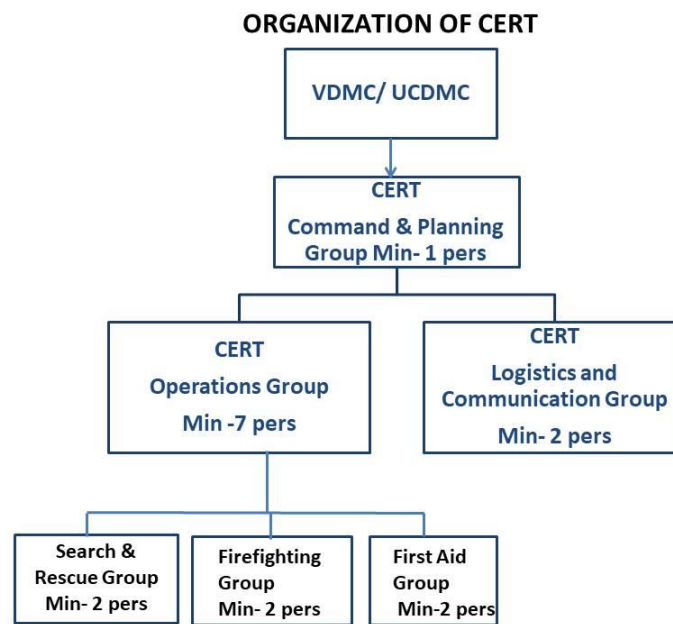 ORGANIZATION OF CERT
VDMC/ UCDMC
CERT
Command & Planning
Group Min- 1 pers
CERT
Operations Group
Min -7 pers
CERT
Logistics and
Communication Group
Min- 2 pers
Search &
Rescue Group
Min- 2 pers
Firefighting
Group
Min- 2 pers
First Aid
Group
Min-2 pers